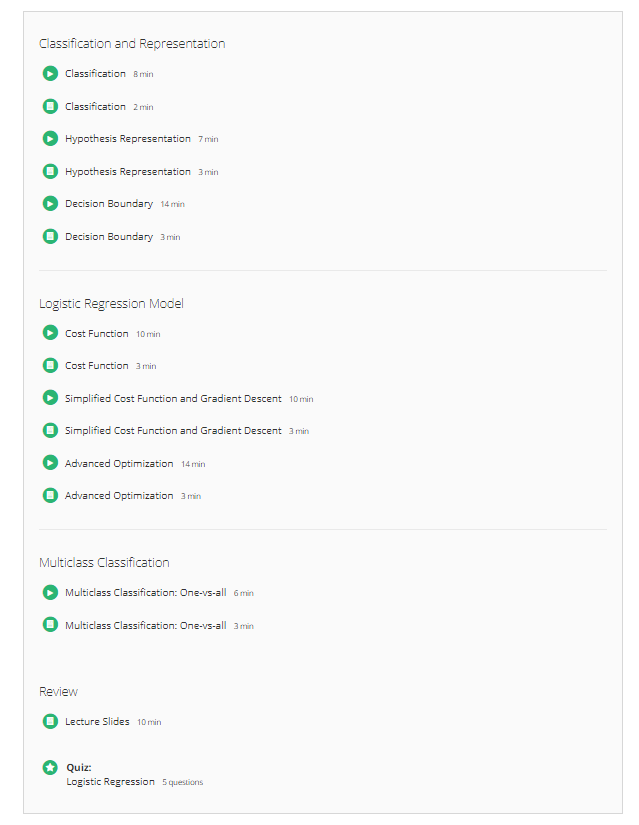 Classification and Representation
Classification 8 min
Classification 2 min
Hypothesis Representation 7 min
Hypothesis Representation 3 min
Decision Boundary 14 min
Decision Boundary 3 min
Logistic Regression Model
Cost Function 10 min
Cost Function 3 min
Simplified Cost Function and Gradient Descent 10 min
Simplified Cost Function and Gradient Descent 3 min
Advanced Optimization 14 min
Advanced Optimization 3 min
Multiclass Classification
Multiclass Classification: One-vs-all 6 min
Multiclass Classification: One-vs-all 3 min
Review
Lecture Slides 10 min
Quiz:
Logistic Regression 5 questions